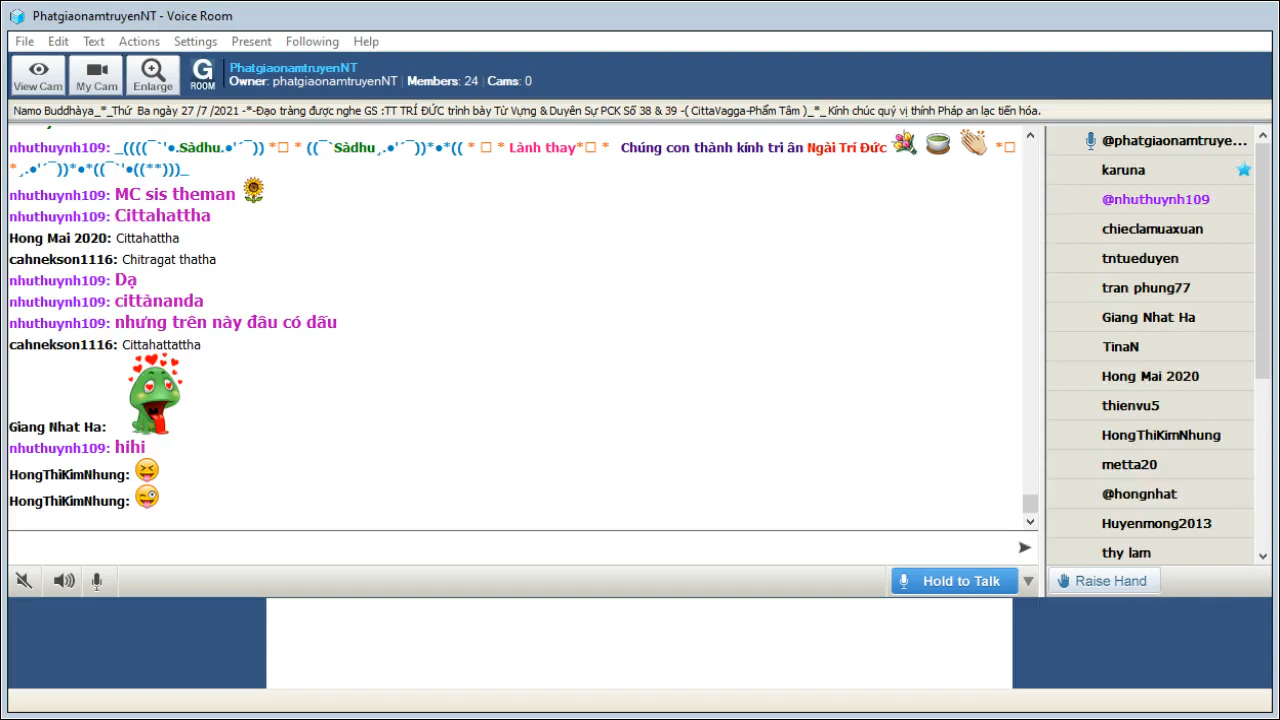 PhatgiaonamtruyenNT - Voice Room
File Edit Text Actions Settings Present Following Help
View Cam
My Cam
Enlarge
G
ROOM
PhatgiaonamtruyenNT
Owner: phatgiaonamtruyenNT | Members: 24 | Cams: 0
Namo Buddhàya_*_Thứ Ba ngày 27 /7 /2021 -*-Đạo tràng được nghe GS :TT TRÍ ĐỨC trình bày Từ Vựng & Duyên Sự PCK Số 38 & 39 -( CittaVagga-Phẩm Tâm )_*_ Kính chúc quý vị thính Pháp an lạc tiến hóa.
nhuthuynh109: _((((¯`'●.Sàdhu.●'´¯)) *□ * ((¯`Sàdhu¸.●'´¯))*●*(( * □ * Lành thay*□ * Chúng con thành kính tri ân Ngài Trí Đức *□
*¸.●'´¯))*●*((¯`'●((**)))_
nhuthuynh109: MC sis theman
nhuthuynh109: Cittahattha
Hong Mai 2020: Cittahattha
cahnekson1116: Chitragat thatha
nhuthuynh109: Dạ
nhuthuynh109: cittànanda
nhuthuynh109: nhưng trên này đâu có dấu
cahnekson1116: Cittahattattha
Giang Nhat Ha:
nhuthuynh109: hihi
HongThiKimNhung:
HongThiKimNhung:
@phatgiaonamtruye...
karuna
@nhuthuynh109
chieclamuaxuan
tntueduyen
tran phung77
Giang Nhat Ha
TinaN
Hong Mai 2020
thienvu5
HongThiKimNhung
metta20
@hongnhat
Huyenmong2013
thy lam
Hold to Talk
Raise Hand